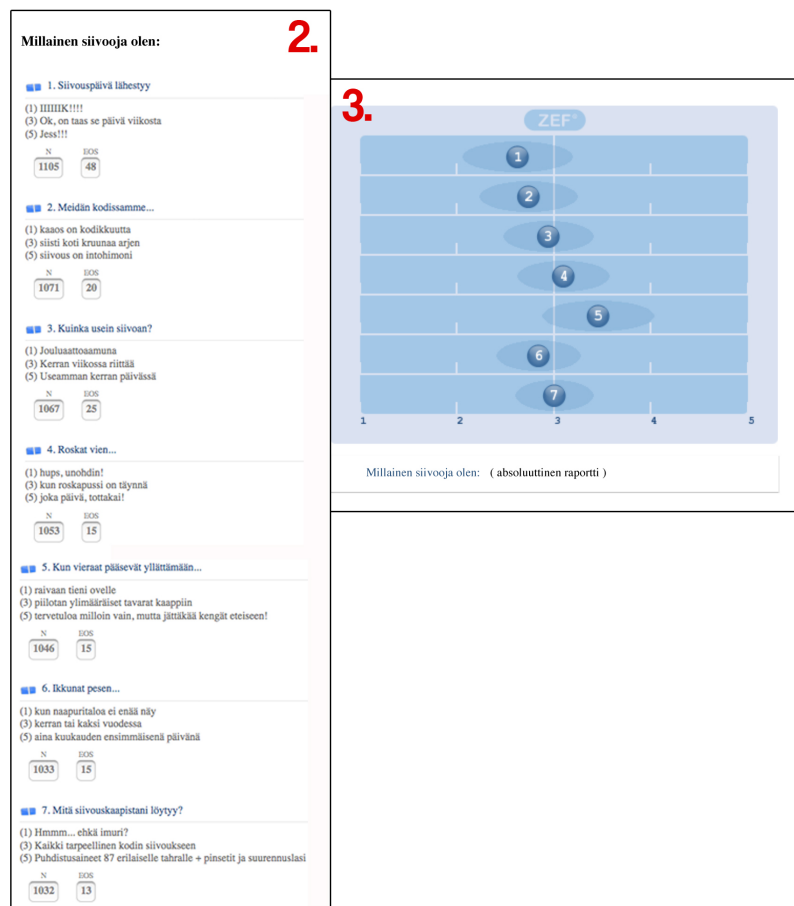 Millainen siivooja olen:
2.
1. Siivouspäivä lähestyy
(1) IIIIIIK!!!!
(3) Ok, on taas se päivä viikosta
(5) Jess!!!
N EOS
1105 48
2. Meidän kodissamme...
(1) kaaos on kodikkuutta
(3) siisti koti kruunaa arjen
(5) siivous on intohimoni
N EOS
1071 20
3. Kuinka usein siivoan?
(1) Jouluaattoaamuna
(3) Kerran viikossa riittää
(5) Useamman kerran päivässä
N EOS
1067 25
4. Roskat vien...
(1) hups, unohdin!
(3) kun roskapussi on täynnä
(5) joka päivä, tottakai!
N EOS
1053 15
5. Kun vieraat pääsevät yllättämään...
(1) raivaan tieni ovelle
(3) piilotan ylimääräiset tavarat kaappiin
(5) tervetuloa milloin vain, mutta jättäkää kengät eteiseen!
N EOS
1046 15
6. Ikkunat pesen...
(1) kun naapuritaloa ei enää näy
(3) kerran tai kaksi vuodessa
(5) aina kuukauden ensimmäisenä päivänä
N EOS
1033 15
7. Mitä siivouskaapistani löytyy?
(1) Hmmm... ehkä imuri?
(3) Kaikki tarpeellinen kodin siivoukseen
(5) Puhdistusaineet 87 erilaiselle tahralle + pinsetit ja suurennuslasi
N EOS
1032 13
3.
ZEF®
1
2
3
4
5
6
7
1 2 3 4 5
Millainen siivooja olen: ( absoluuttinen raportti )